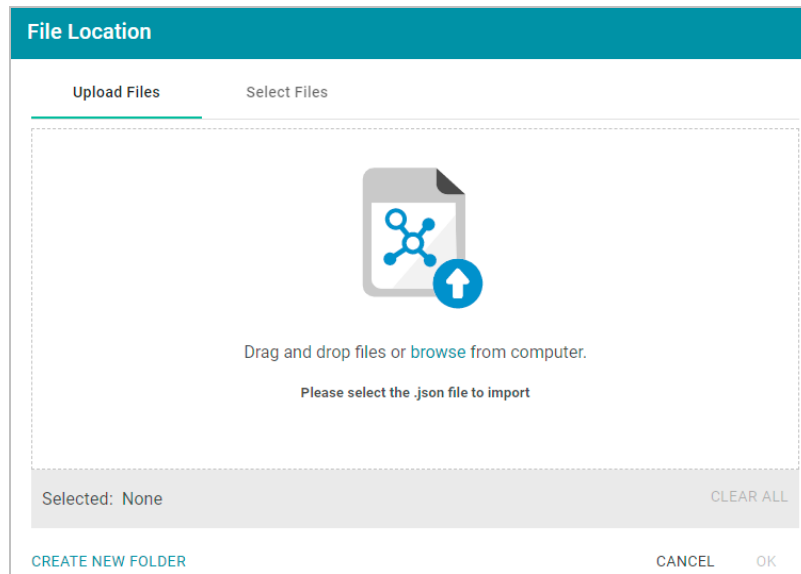 File Location
Upload Files Select Files
Drag and drop files or browse from computer.
Please select the .json file to import
Selected: None CLEAR ALL
CREATE NEW FOLDER CANCEL OK